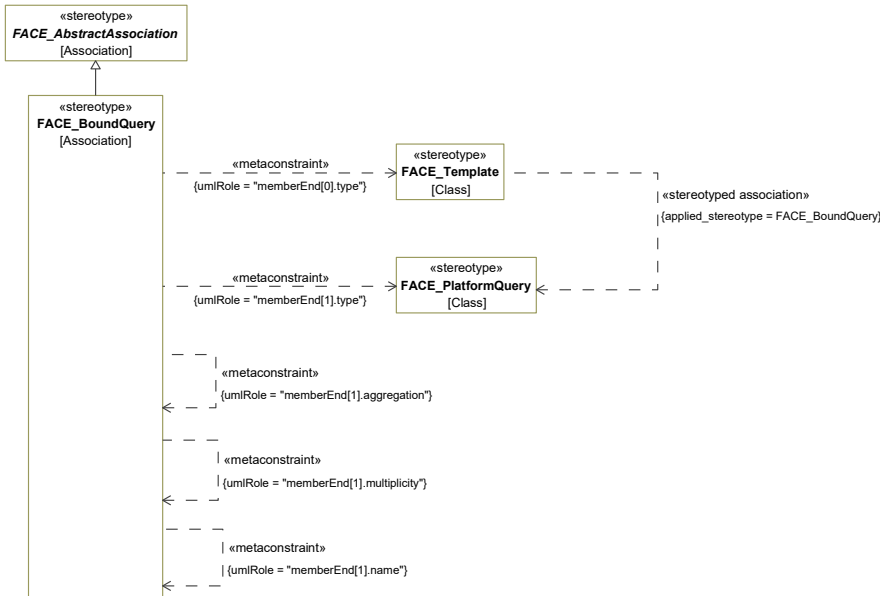 «stereotype»
FACE_AbstractAssociation
[Association]
«stereotype»
FACE_BoundQuery
[Association]
«metaconstraint»
{umlRole = "memberEnd[0].type"}
«stereotype»
FACE_Template
[Class]
«stereotyped association»
{applied_stereotype = FACE_BoundQuery}
«metaconstraint»
{umlRole = "memberEnd[1].type"}
«stereotype»
FACE_PlatformQuery
[Class]
«metaconstraint»
{umlRole = "memberEnd[1].aggregation"}
«metaconstraint»
{umlRole = "memberEnd[1].multiplicity"}
«metaconstraint»
{umlRole = "memberEnd[1].name"}